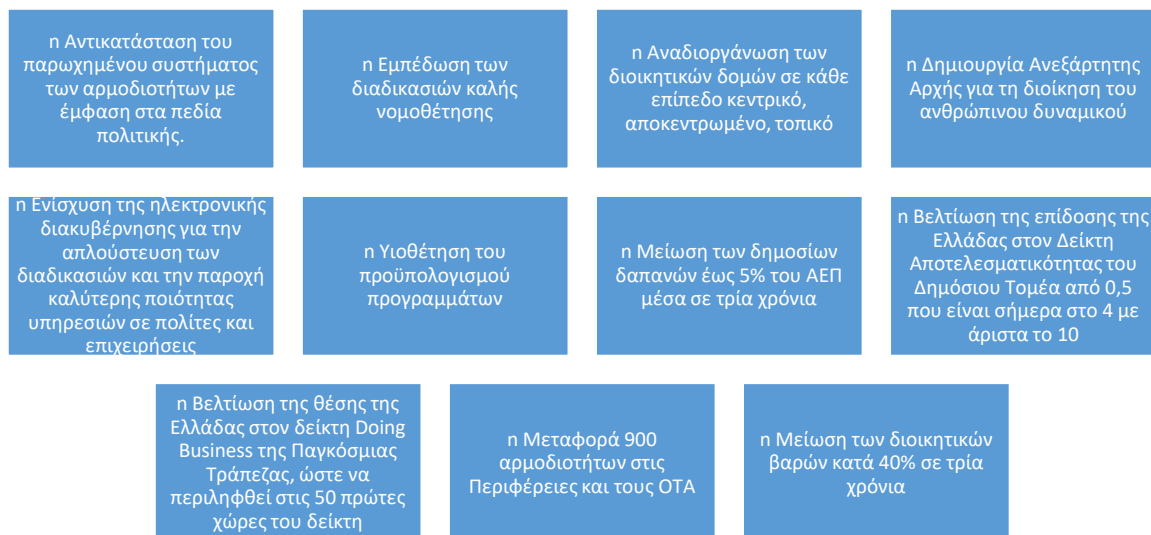 n Αντικατάσταση του
παρωχημένου συστήματος
των αρμοδιοτήτων με
έμφαση στα πεδία
πολιτικής.
n Εμπέδωση των
διαδικασιών καλής
νομοθέτησης
n Αναδιοργάνωση των
διοικητικών δομών σε κάθε
επίπεδο κεντρικό,
αποκεντρωμένο, τοπικό
n Δημιουργία Ανεξάρτητης
Αρχής για τη διοίκηση του
ανθρώπινου δυναμικού
n Ενίσχυση της ηλεκτρονικής
διακυβέρνησης για την
απλούστευση των
διαδικασιών και την παροχή
καλύτερης ποιότητας
υπηρεσιών σε πολίτες και
επιχειρήσεις
n Υιοθέτηση του
προϋπολογισμού
προγραμμάτων
n Μείωση των δημοσίων
δαπανών έως 5% του ΑΕΠ
μέσα σε τρία χρόνια
n Βελτίωση της επίδοσης της
Ελλάδας στον Δείκτη
Αποτελεσματικότητας του
Δημόσιου Τομέα από 0,5
που είναι σήμερα στο 4 με
άριστα το 10
n Βελτίωση της θέσης της
Ελλάδας στον δείκτη Doing
Business της Παγκόσμιας
Τράπεζας, ώστε να
περιληφθεί στις 50 πρώτες
χώρες του δείκτη
n Μεταφορά 900
αρμοδιοτήτων στις
Περιφέρειες και τους ΟΤΑ
n Μείωση των διοικητικών
βαρών κατά 40% σε τρία
χρόνια